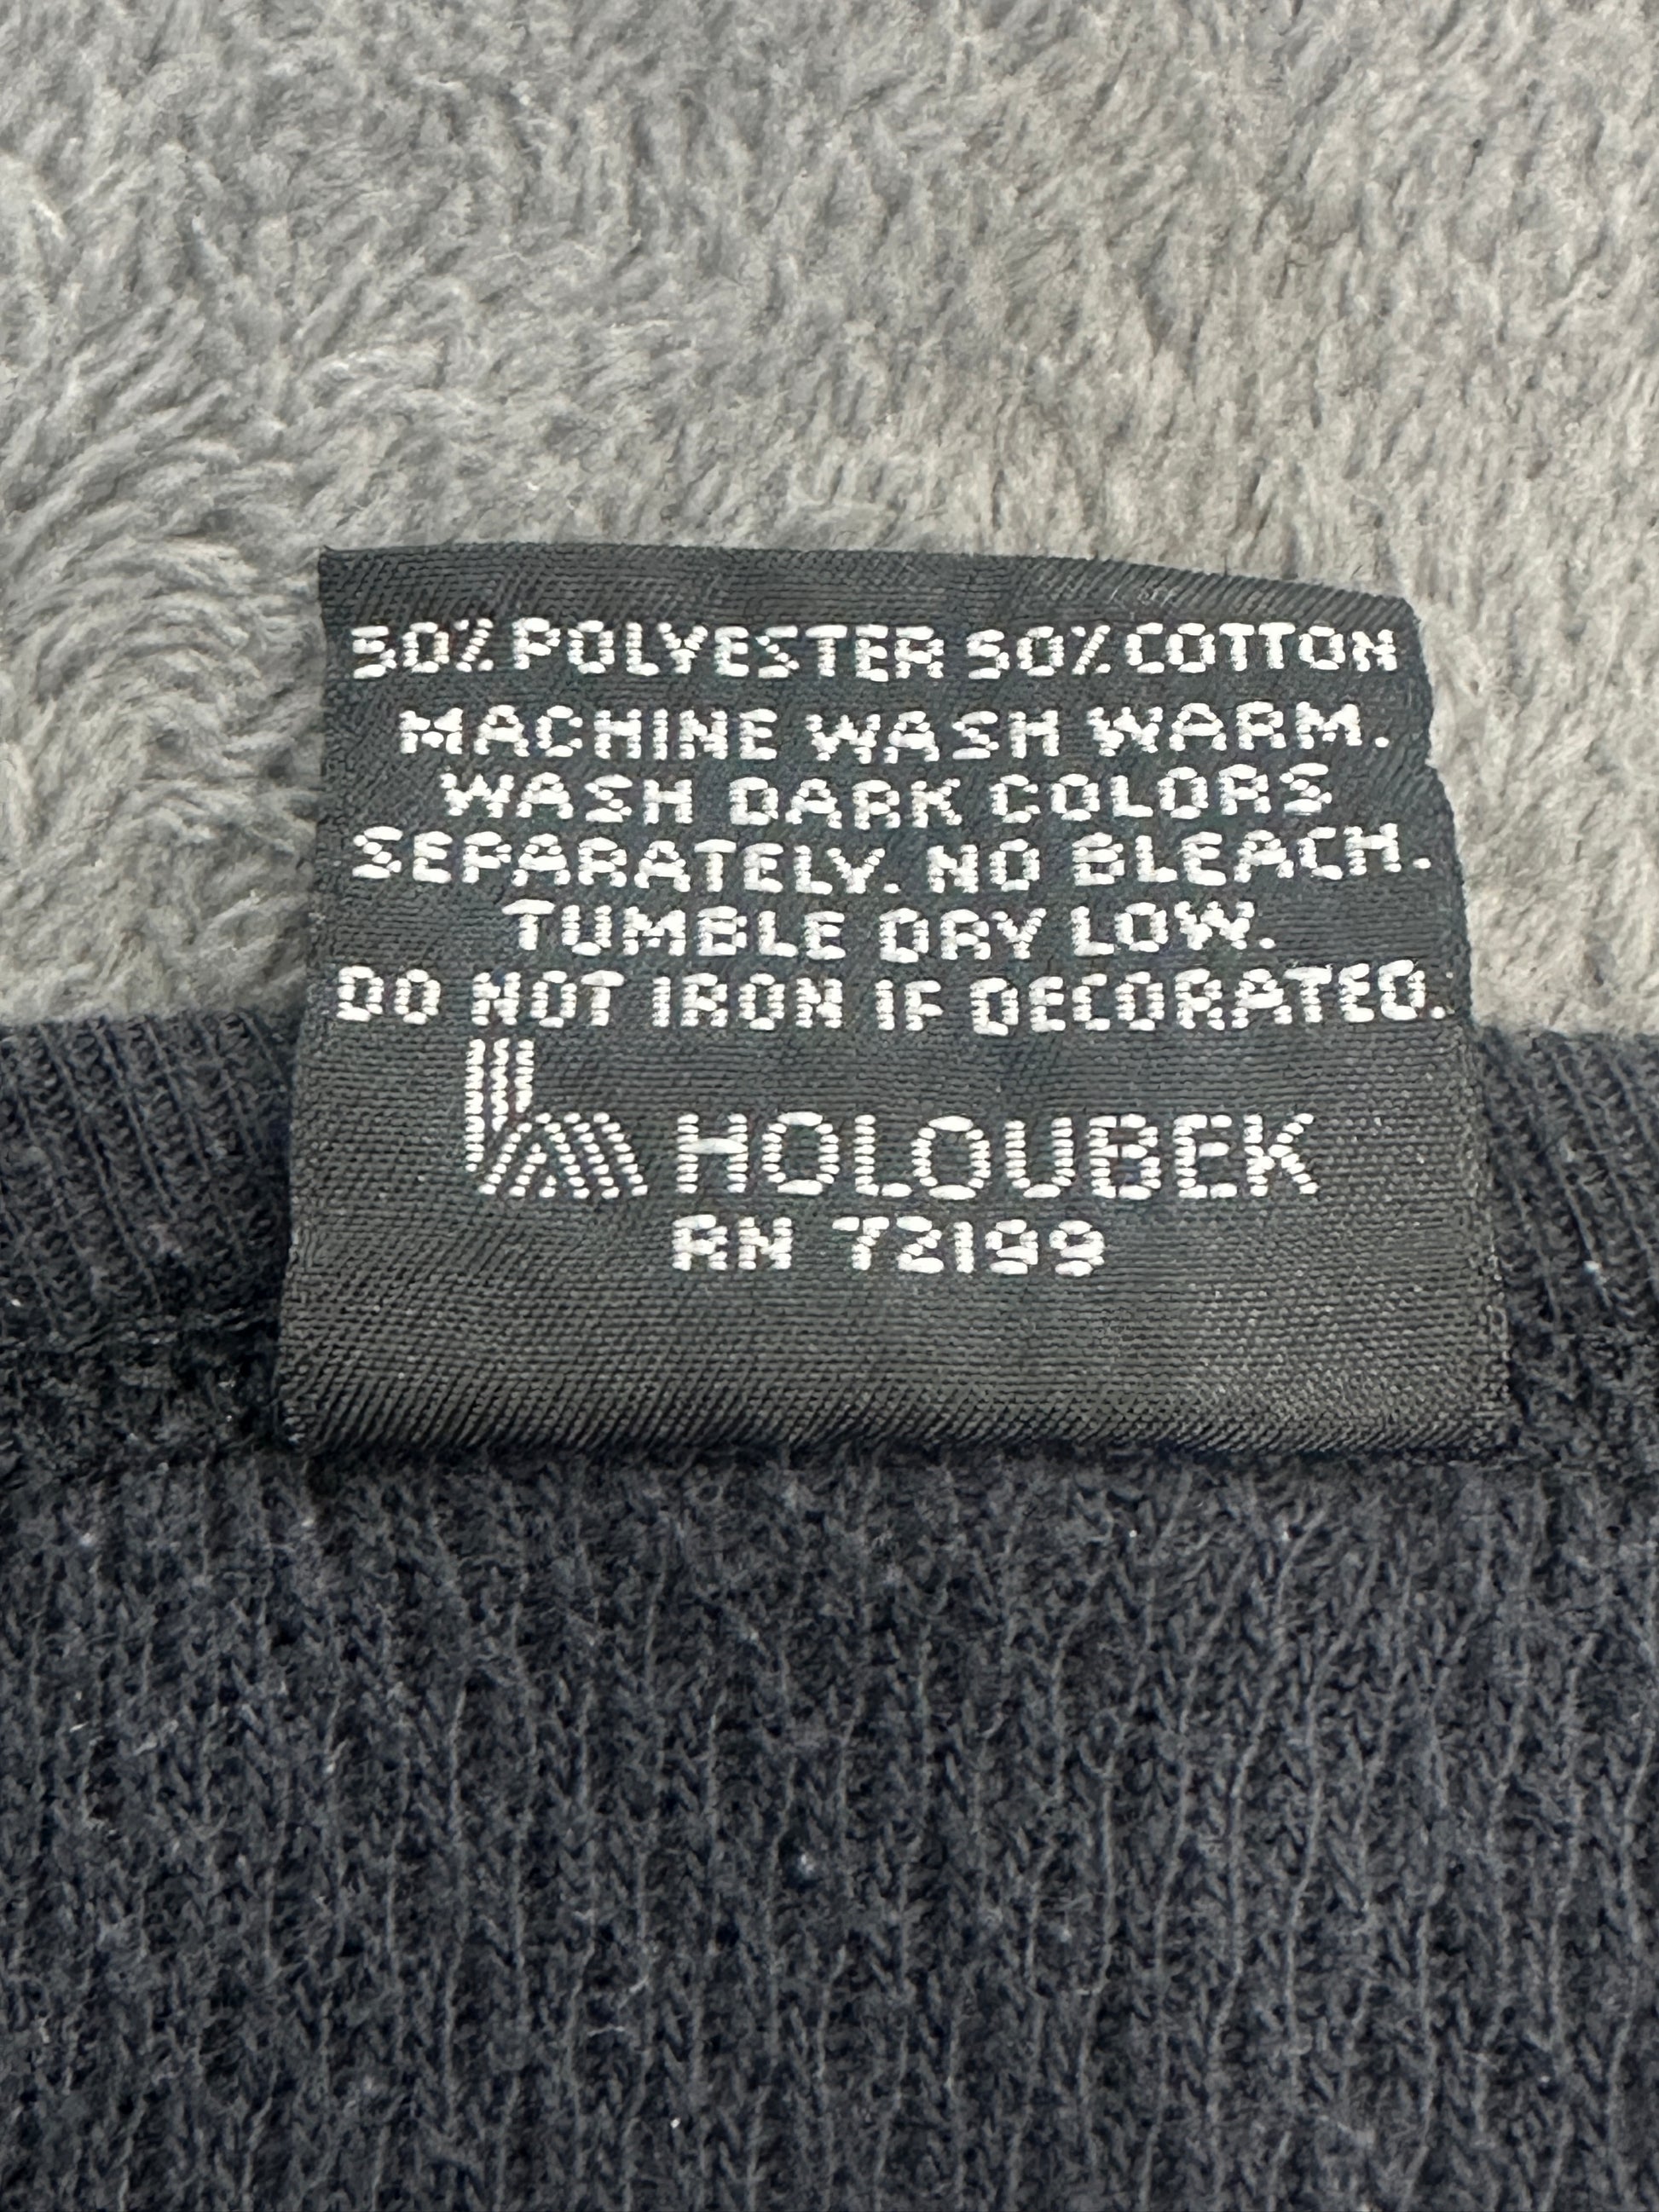 50% POLYESTER 50% COTTON
MACHINE WASH WARM.
WASH DARK COLORS
SEPARATELY. NO BLEACH.
TUMBLE DRY LOW.
DO NOT IRON IF DECORATED.
h HOLOUBEK
RN 72199